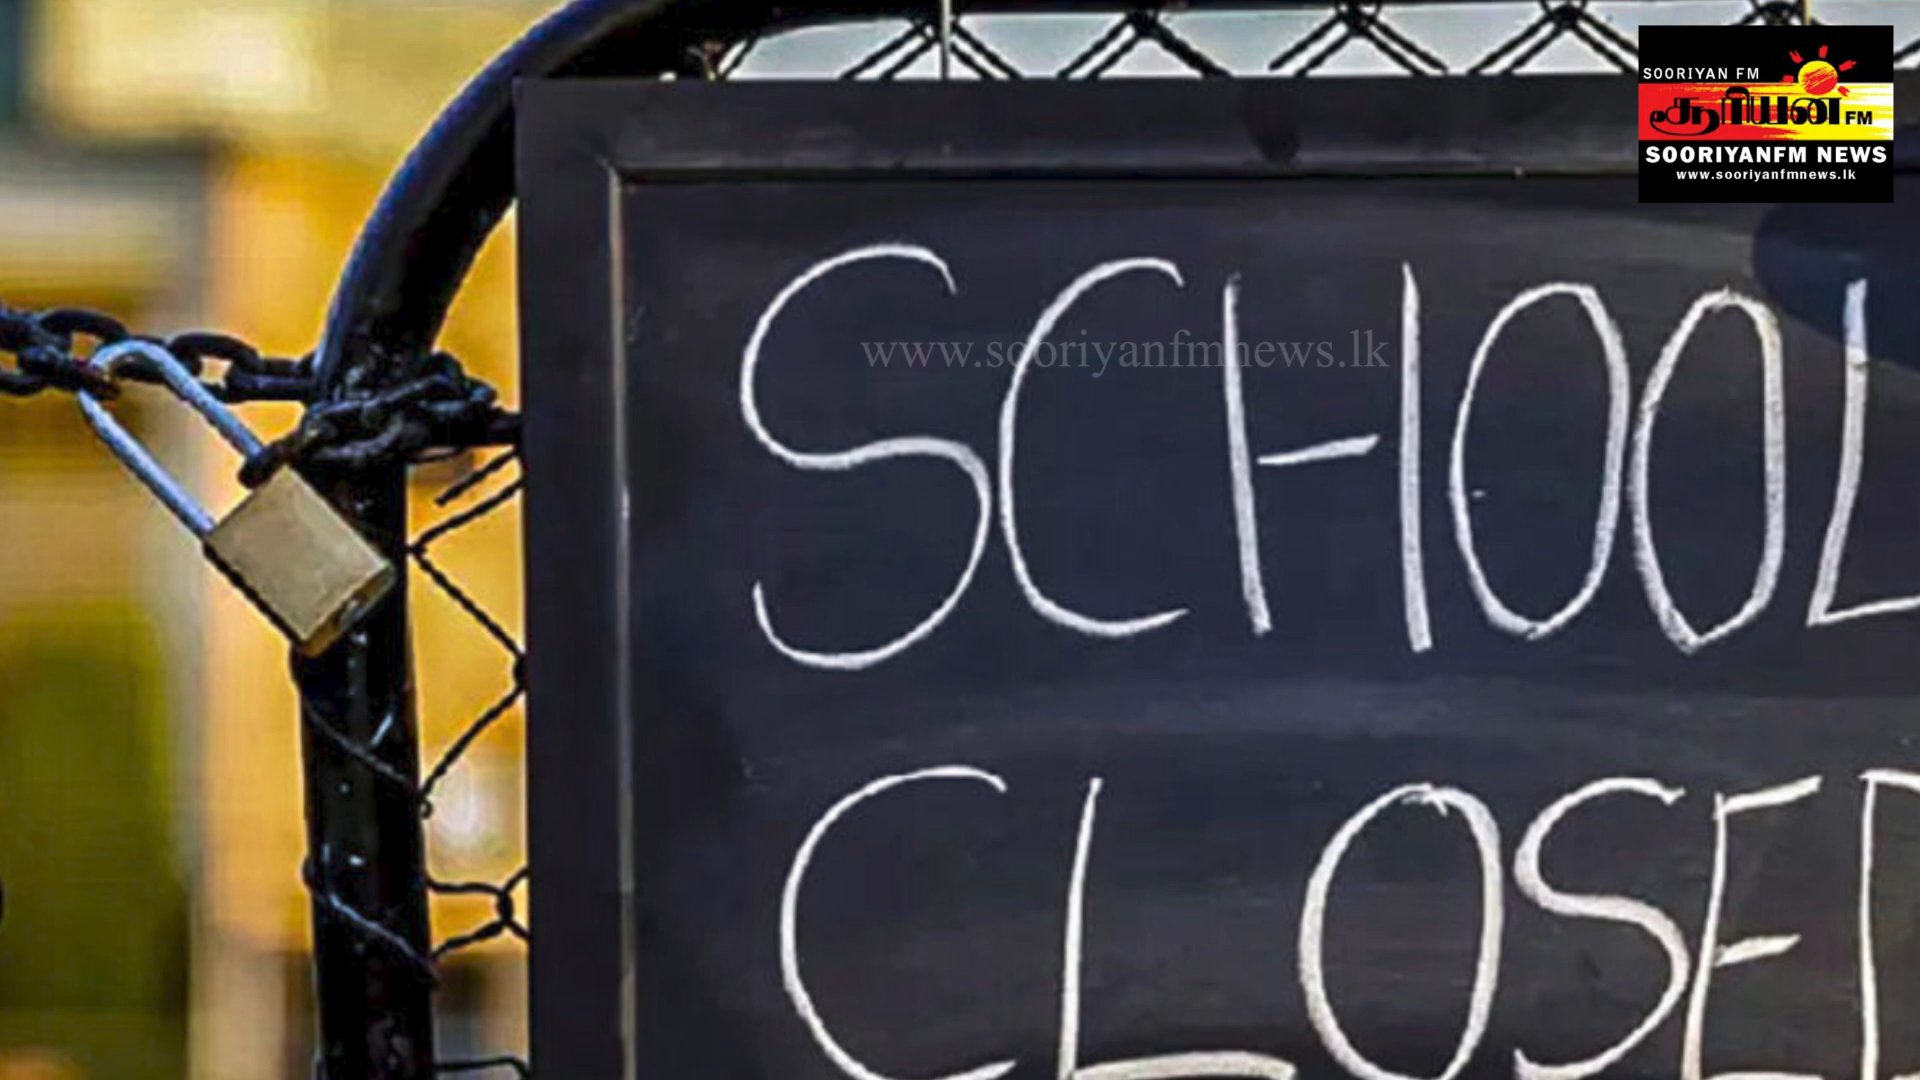 SOORIYAN FM
சூரியன் FM
SOORIYANFM NEWS
www.sooriyanfmnews.lk
www.sooriyanfmnews.lk
SCHOOL
CLOSED